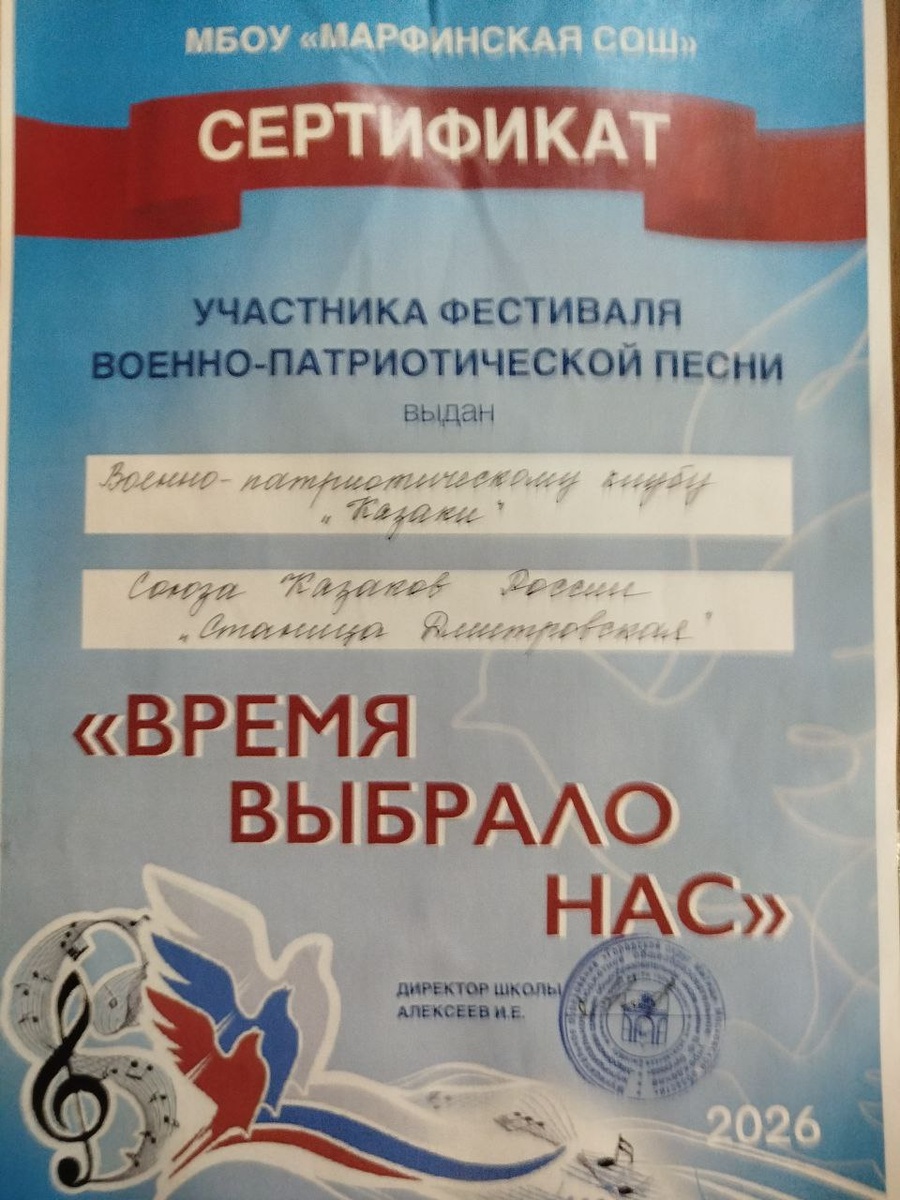 МБОУ «МАРФИНСКАЯ СОШ»
СЕРТИФИКАТ
УЧАСТНИКА ФЕСТИВАЛЯ
ВОЕННО-ПАТРИОТИЧЕСКОЙ ПЕСНИ
выдан
Военно-патриотическому клубу
„Казаки"
Союза Казаков России
„Станица Дмитровская"
«ВРЕМЯ
ВЫБРАЛО
НАС»
ДИРЕКТОР ШКОЛЫ
АЛЕКСЕЕВ И.Е.
2026